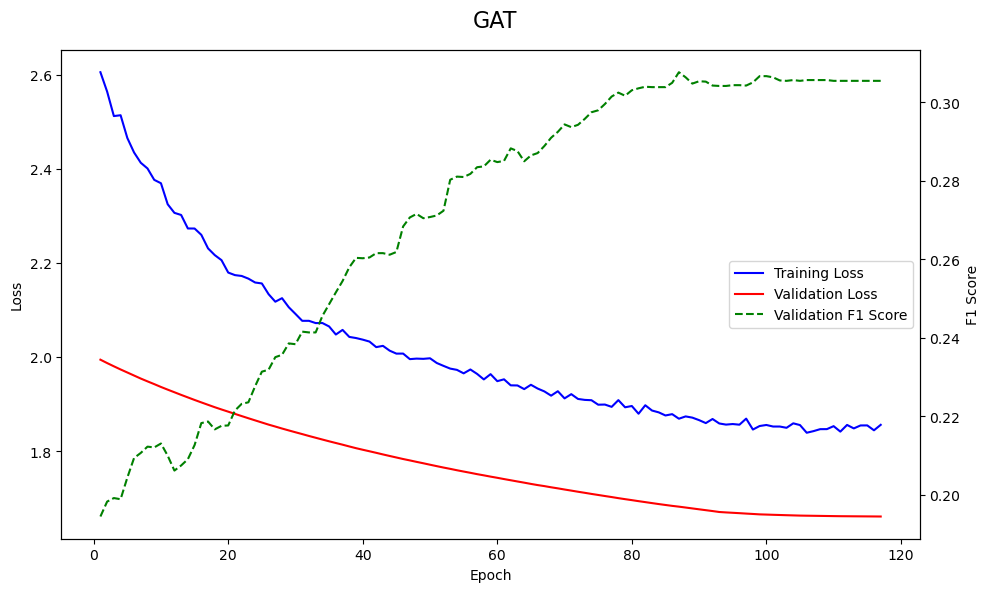 GAT
2.6
2.4
2.2
2.0
1.8
Loss
0.30
0.28
0.26
0.24
0.22
0.20
F1 Score
Training Loss
Validation Loss
Validation F1 Score
0
20
40
60
80
100
120
Epoch